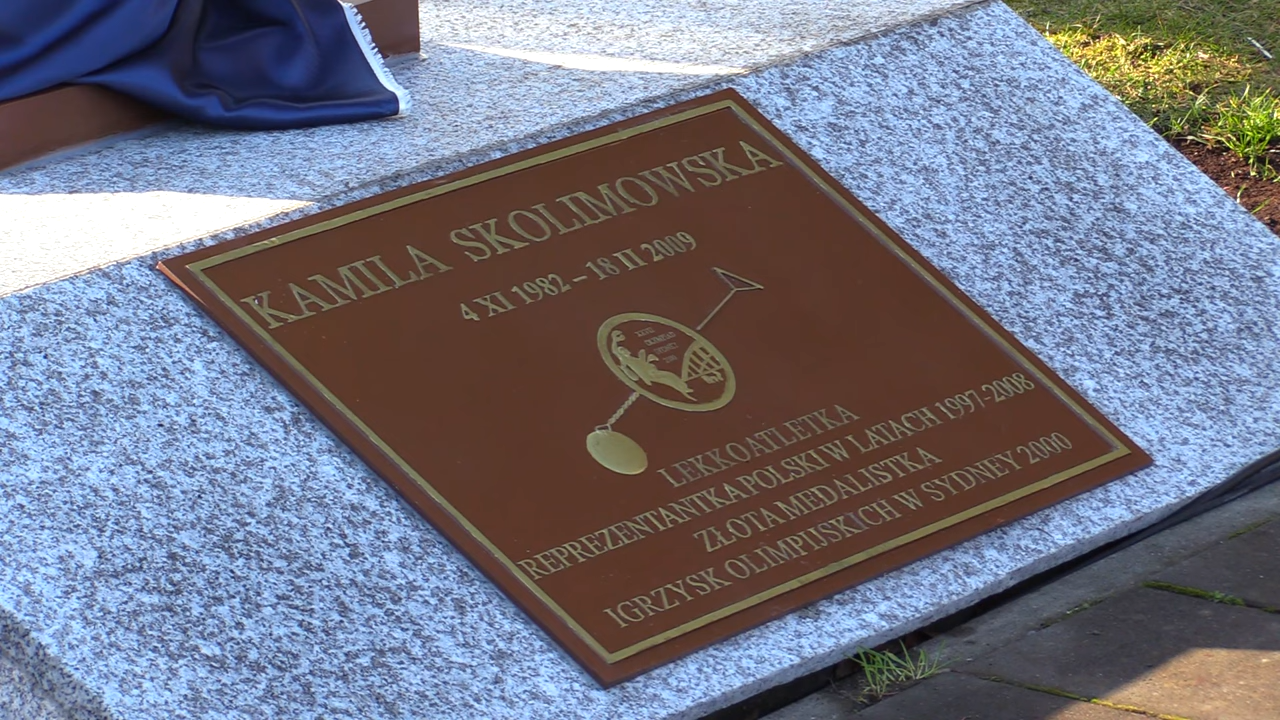 KAMILA SKOLIMOWSKA
4 XI 1982 – 18 II 2009
LEKKOATLETKA
REPREZENTANTKA POLSKI W LATACH 1997-2008
ZŁOTA MEDALISTKA
IGRZYSK OLIMPIJSKICH W SYDNEY 2000